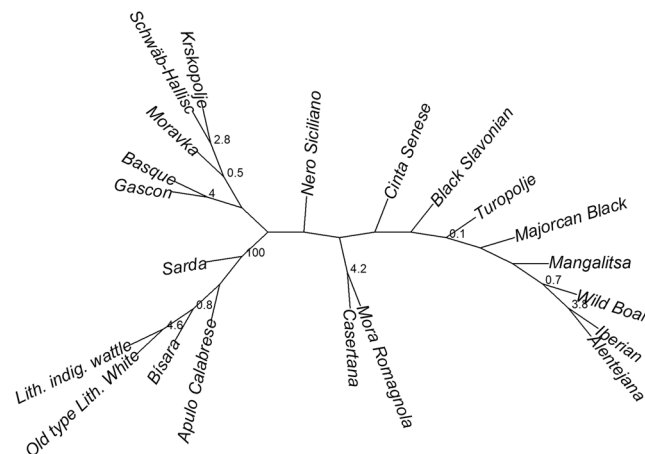 Schwäb-Hallisc
Krskopolje
2.8
Moravka
0.5
Basque
Gascon
4
Nero Siciliano
Cinta Senese
Black Slavonian
Turopolje
0.1
Majorcan Black
Mangalitsa
0.7
Wild Boar
3.8
Iberian
Alentejana
Sarda
100
4.2
Casertana
Mora Romagnola
0.8
4.6
Lith. indig. wattle
Old type Lith. White
Bisara
Apulo Calabrese